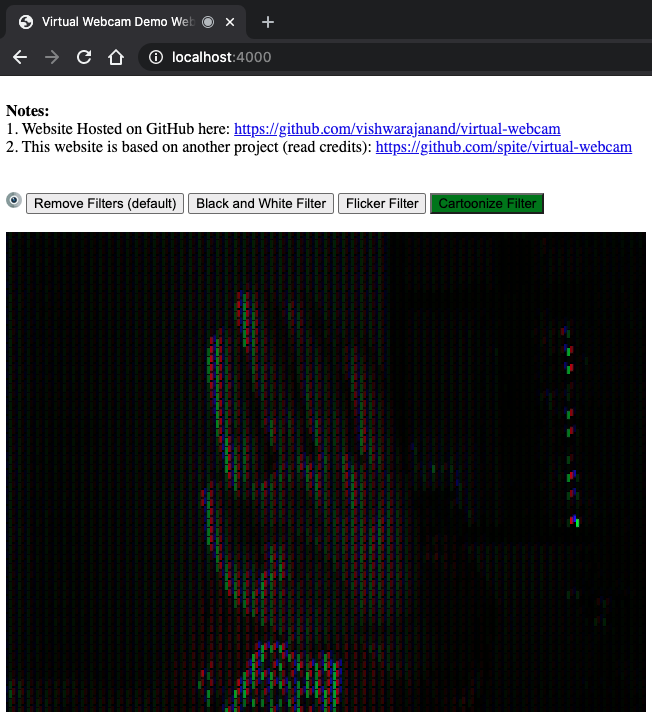 Virtual Webcam Demo Web
localhost:4000
Notes:
1. Website Hosted on GitHub here: https://github.com/vishwarajanand/virtual-webcam
2. This website is based on another project (read credits): https://github.com/spite/virtual-webcam
Remove Filters (default) Black and White Filter Flicker Filter Cartoonize Filter